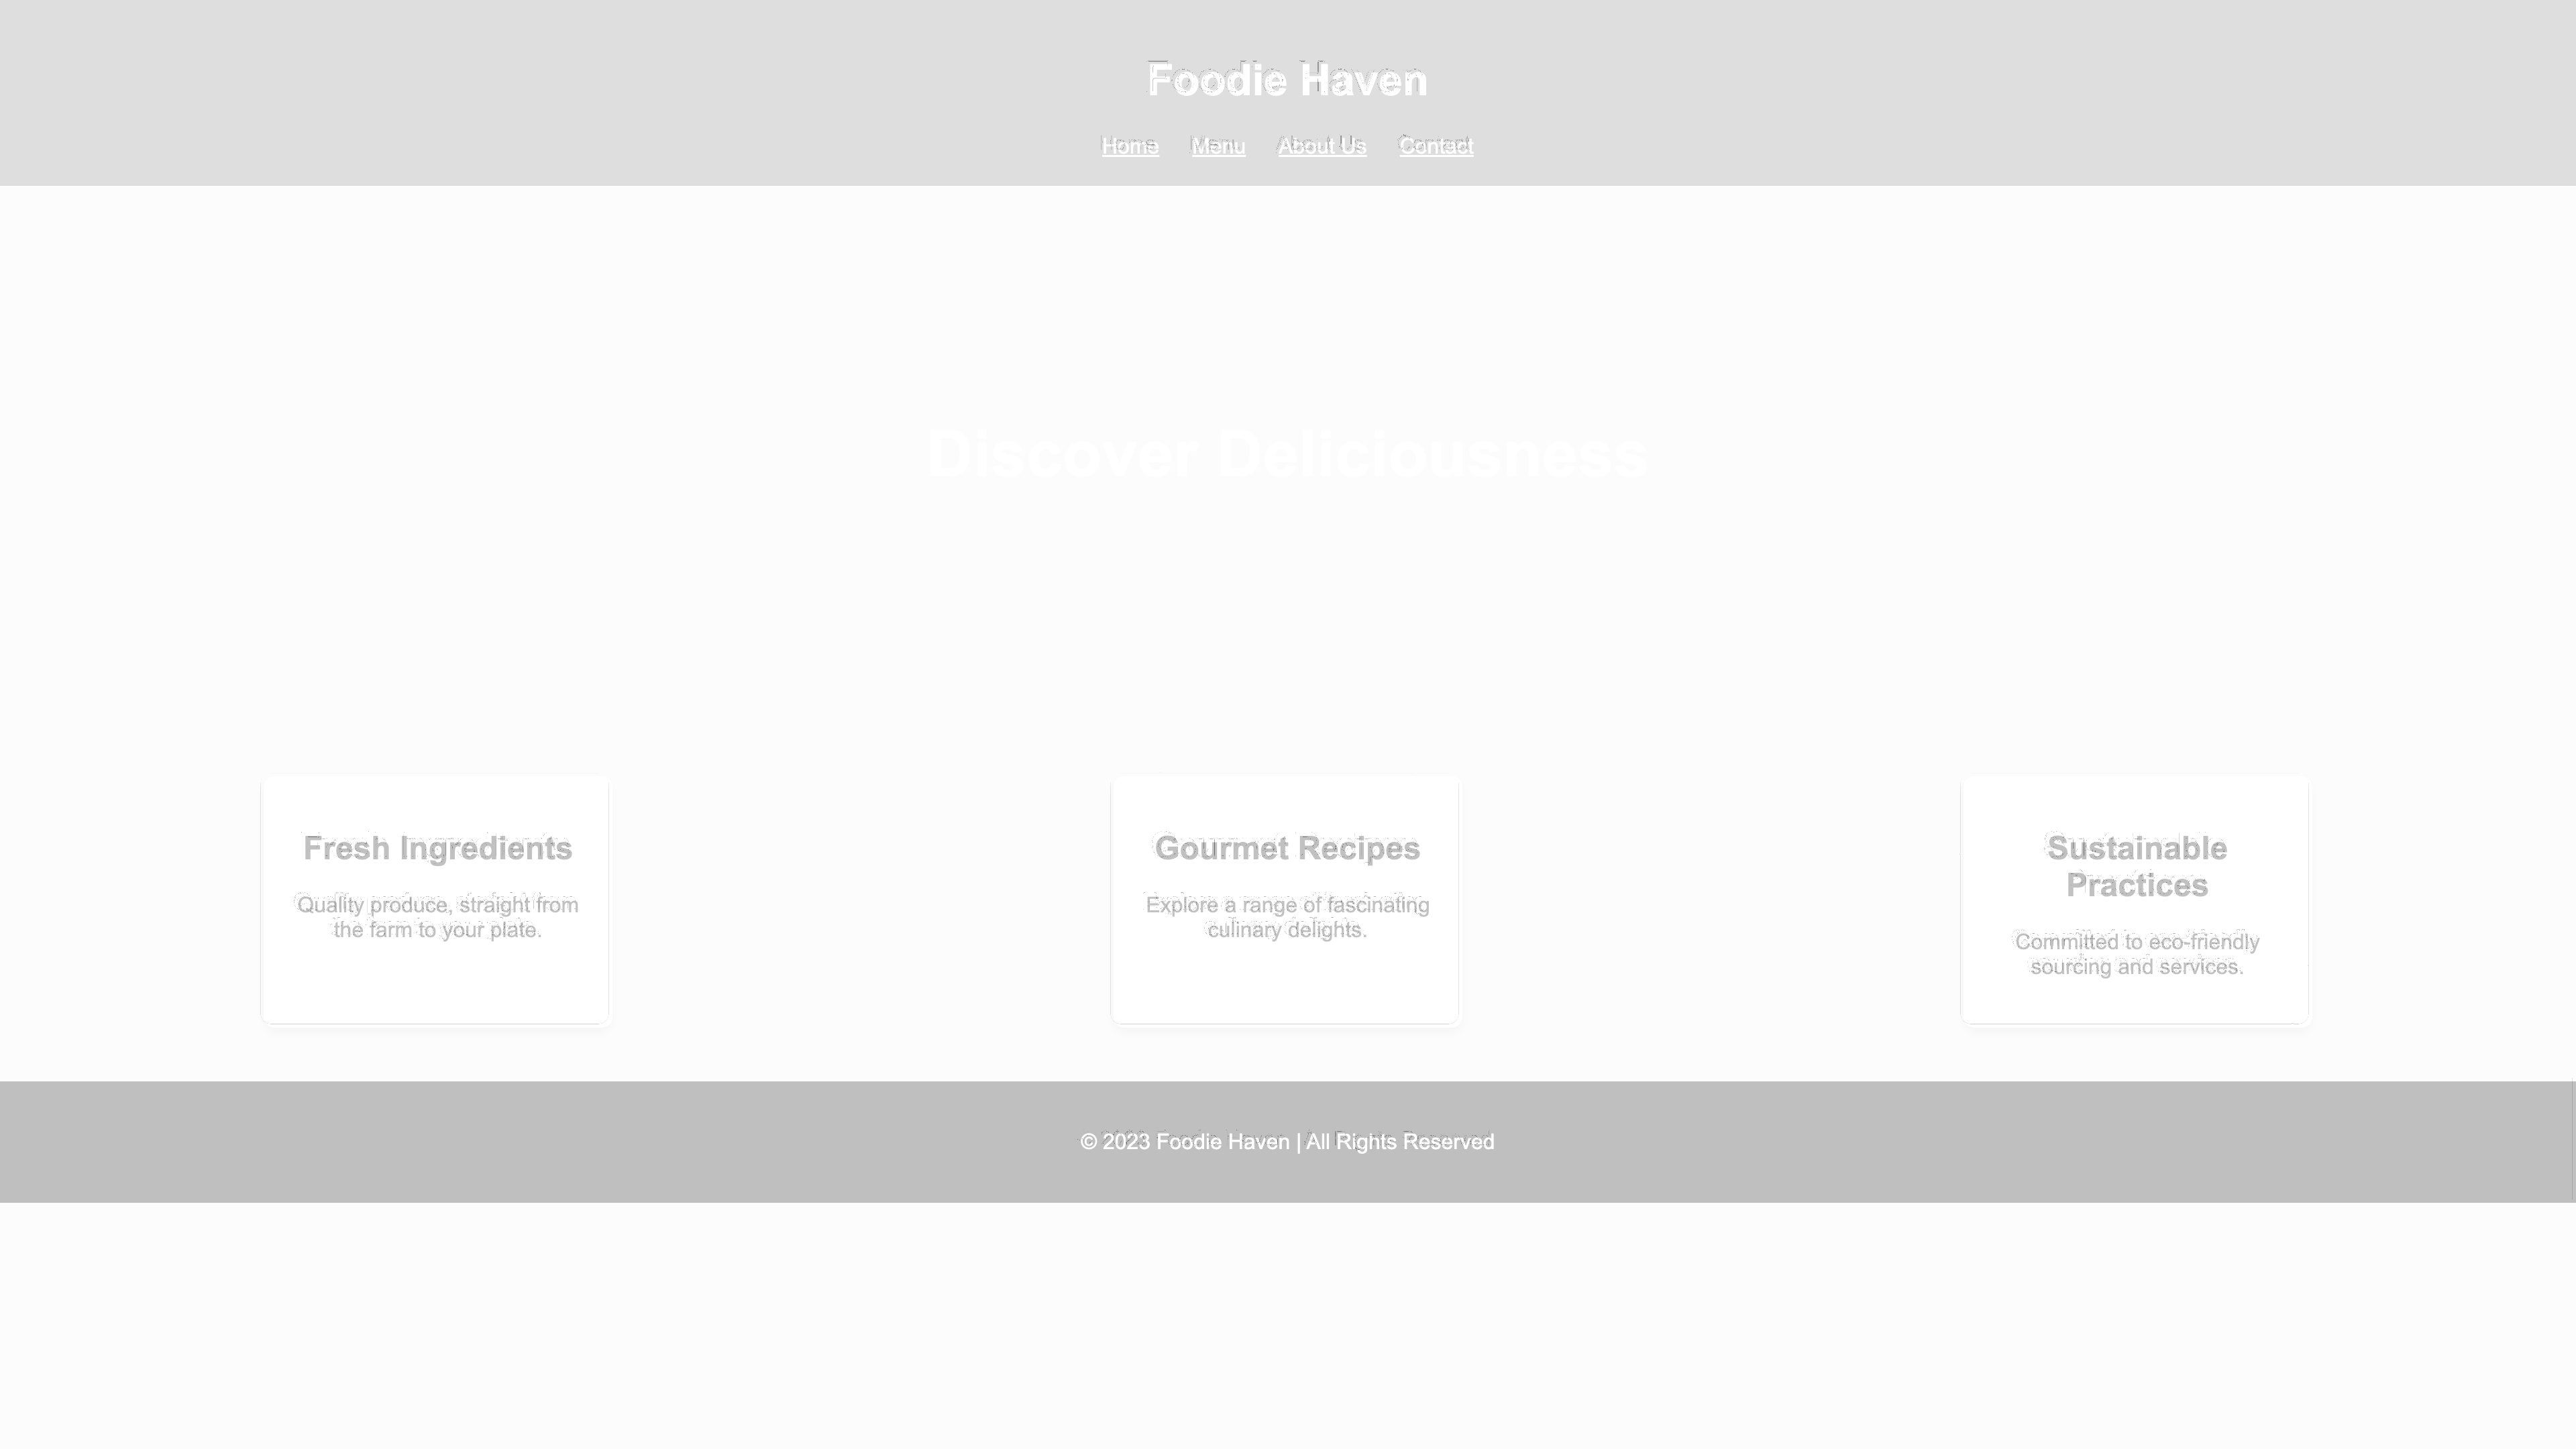 Foodie Haven
Home Menu About Us Contact
Discover Deliciousness
Fresh Ingredients
Quality produce, straight from
the farm to your plate.
Gourmet Recipes
Explore a range of fascinating
culinary delights.
Sustainable
Practices
Committed to eco-friendly
sourcing and services.
© 2023 Foodie Haven | All Rights Reserved